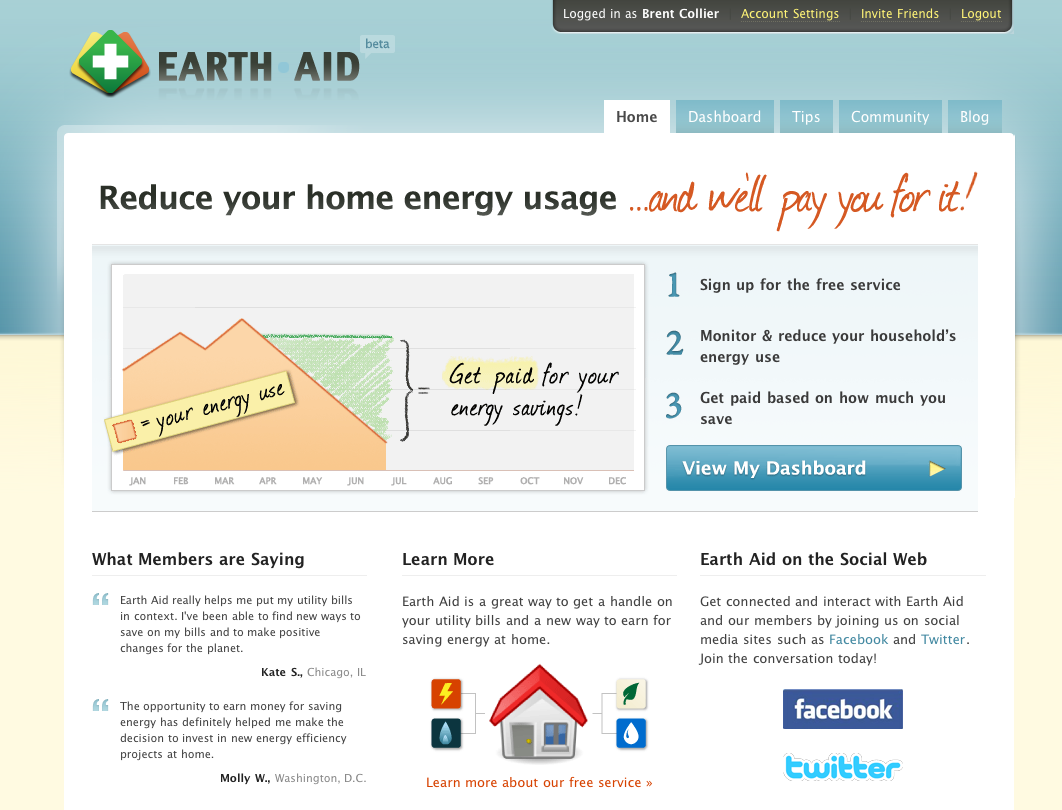 Logged in as Brent Collier Account Settings Invite Friends Logout
EARTH·AID beta
Home Dashboard Tips Community Blog
Reduce your home energy usage ...and we'll pay you for it!
= your energy use
= Get paid for your
energy savings!
JAN FEB MAR APR MAY JUN JUL AUG SEP OCT NOV DEC
1 Sign up for the free service
2 Monitor & reduce your household's
energy use
3 Get paid based on how much you
save
View My Dashboard
What Members are Saying
Earth Aid really helps me put my utility bills
in context. I've been able to find new ways to
save on my bills and to make positive
changes for the planet.
Kate S., Chicago, IL
The opportunity to earn money for saving
energy has definitely helped me make the
decision to invest in new energy efficiency
projects at home.
Molly W., Washington, D.C.
Learn More
Earth Aid is a great way to get a handle on
your utility bills and a new way to earn for
saving energy at home.
Learn more about our free service »
Earth Aid on the Social Web
Get connected and interact with Earth Aid
and our members by joining us on social
media sites such as Facebook and Twitter.
Join the conversation today!
facebook
twitter